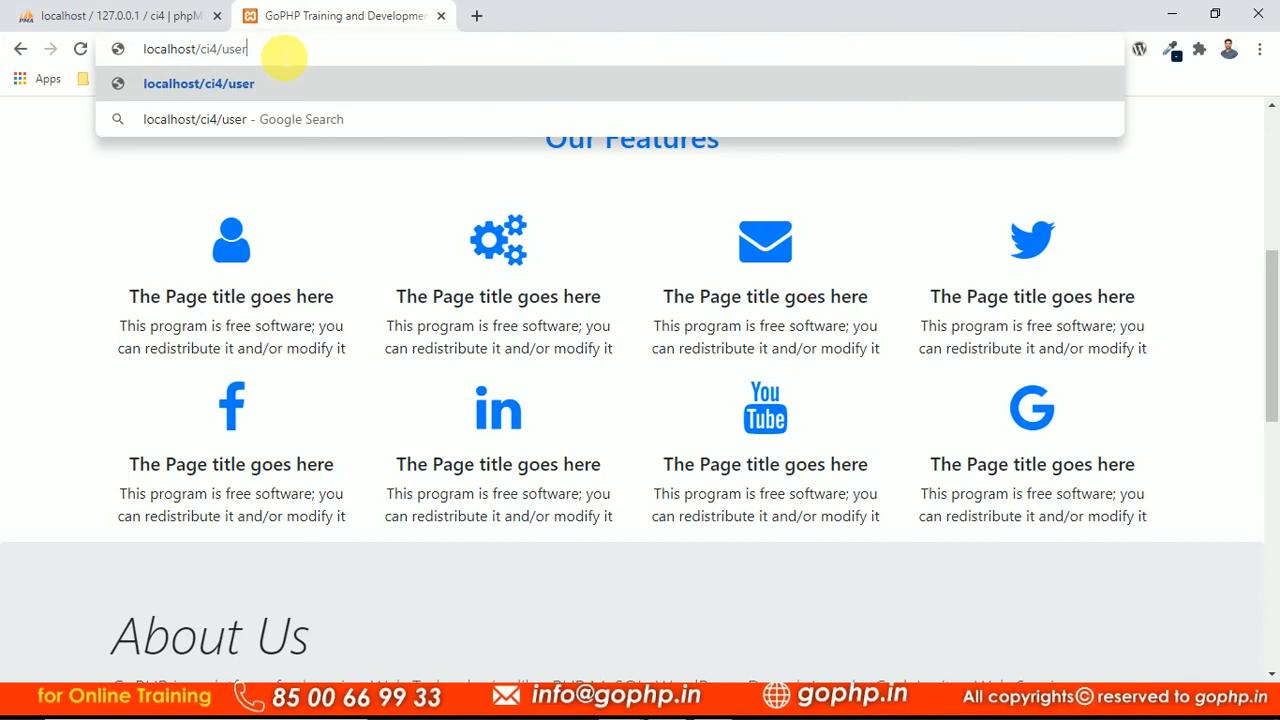 localhost / 127.0.0.1 / ci4 | phpM
GoPHP Training and Developmen
localhost/ci4/user
Apps
localhost/ci4/user
localhost/ci4/user - Google Search
Our Features
The Page title goes here
This program is free software; you
can redistribute it and/or modify it
The Page title goes here
This program is free software; you
can redistribute it and/or modify it
The Page title goes here
This program is free software; you
can redistribute it and/or modify it
The Page title goes here
This program is free software; you
can redistribute it and/or modify it
You
Tube
The Page title goes here
This program is free software; you
can redistribute it and/or modify it
The Page title goes here
This program is free software; you
can redistribute it and/or modify it
The Page title goes here
This program is free software; you
can redistribute it and/or modify it
The Page title goes here
This program is free software; you
can redistribute it and/or modify it
About Us
for Online Training 85 00 66 99 33 info@gophp.in gophp.in All copyrights© reserved to gophp.in